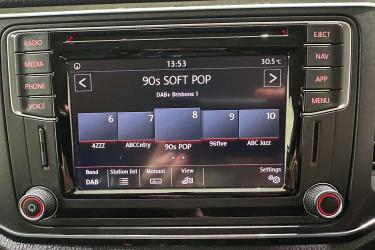 RADIO
MEDIA
PHONE
VOICE
EJECT
NAV
APP
MENU
13:53
30.5°C
< 90s SOFT POP >
DAB+ Brisbane 1
6 7 8 9 10
4ZZZ ABCCntry 90s POP 96five ABC Jazz
Band Station list Manual View Settings
DAB